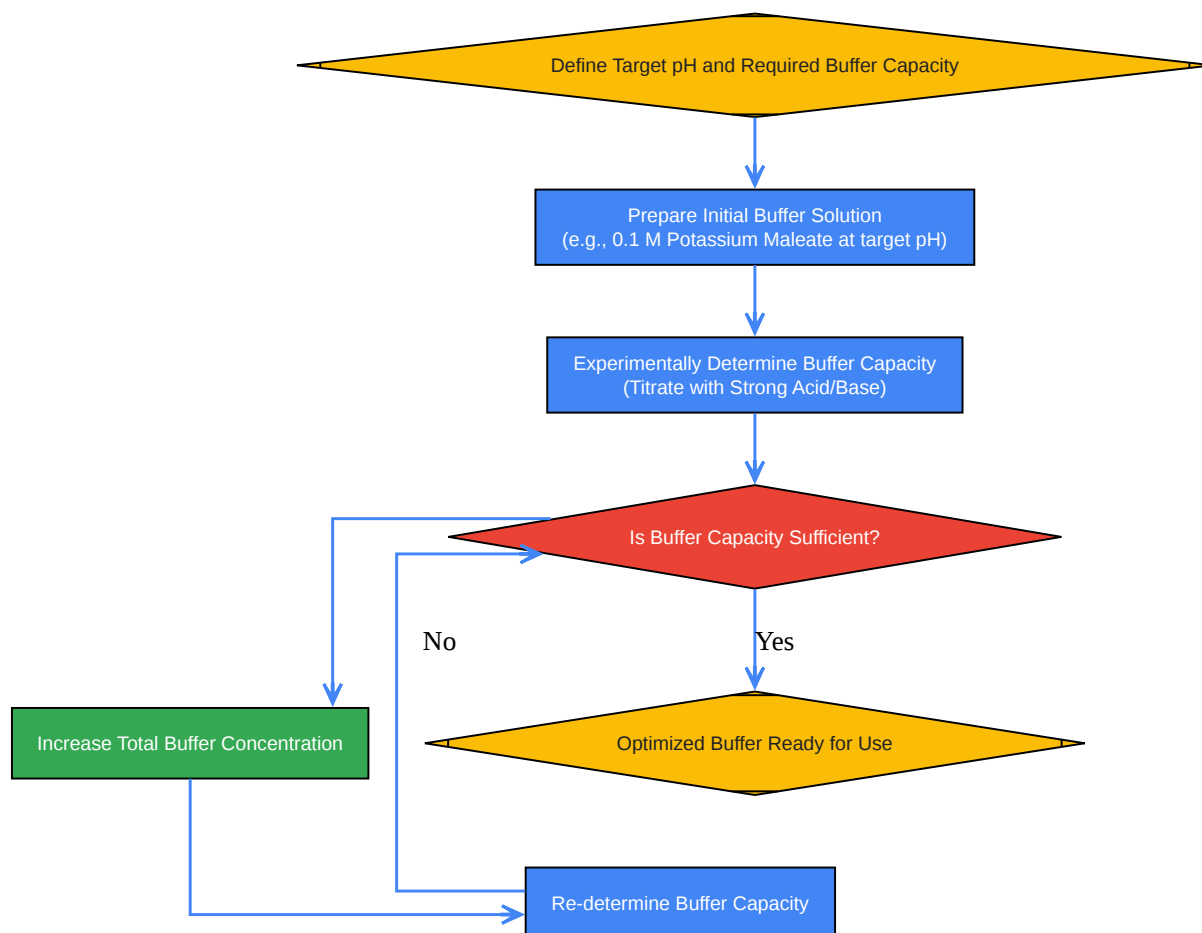 Define Target pH and Required Buffer Capacity
Prepare Initial Buffer Solution
(e.g., 0.1 M Potassium Maleate at target pH)
Experimentally Determine Buffer Capacity
(Titrate with Strong Acid/Base)
Is Buffer Capacity Sufficient?
No
Yes
Increase Total Buffer Concentration
Optimized Buffer Ready for Use
Re-determine Buffer Capacity